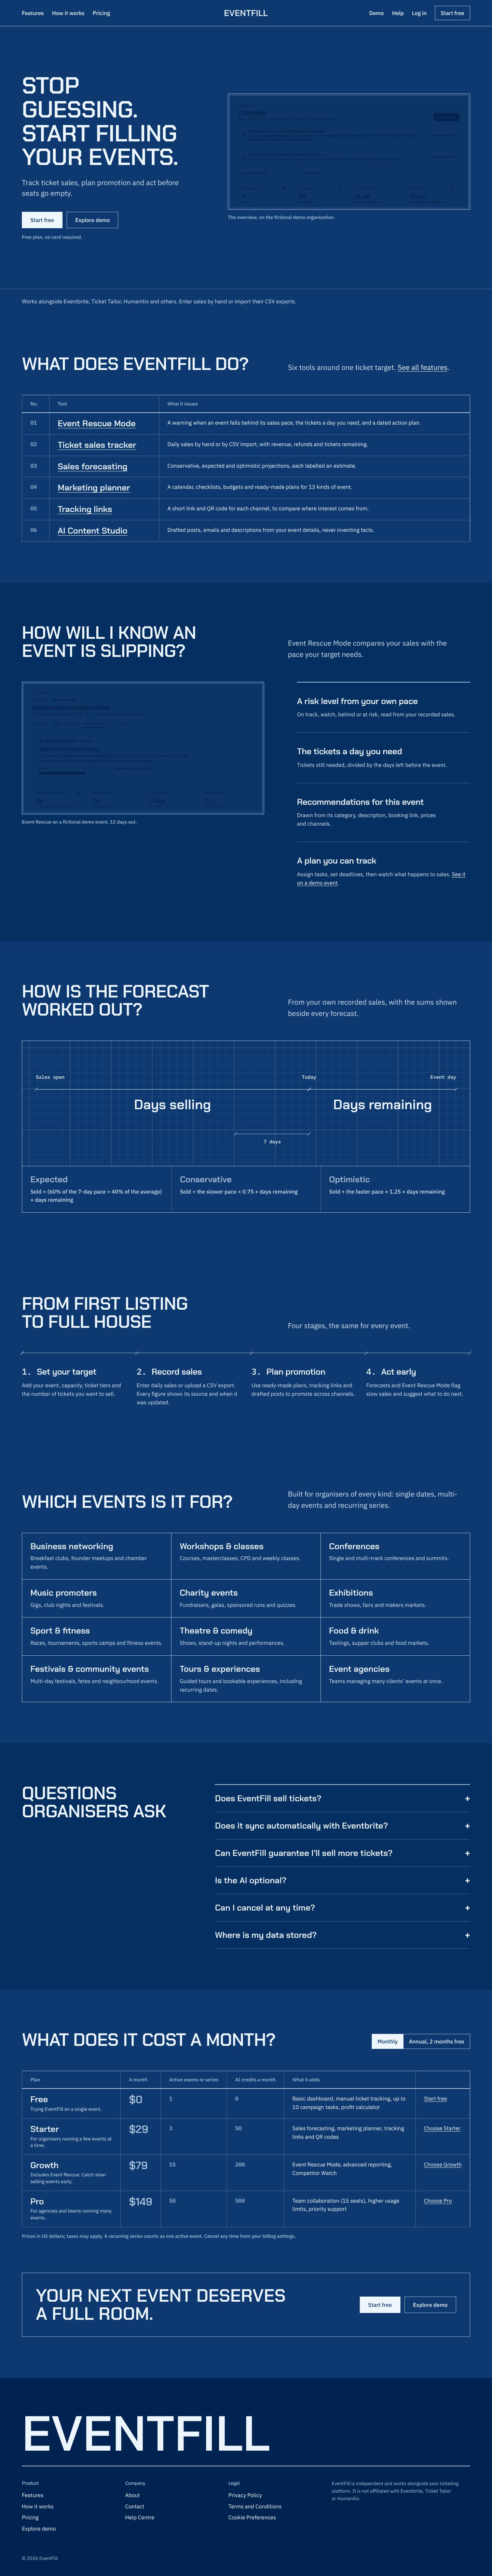 Features How it works Pricing EVENTFILL Demo Help Log in Start free
STOP
GUESSING.
START FILLING
YOUR EVENTS.
Track ticket sales, plan promotion and act before
seats go empty.
Start free Explore demo
Free plan, no card required.
The overview, on the fictional demo organisation.
Works alongside Eventbrite, Ticket Tailor, Humanitix and others. Enter sales by hand or import their CSV exports.
WHAT DOES EVENTFILL DO?
Six tools around one ticket target. See all features.
No. Tool What it issues
01 Event Rescue Mode A warning when an event falls behind its sales pace, the tickets a day you need, and a dated action plan.
02 Ticket sales tracker Daily sales by hand or by CSV import, with revenue, refunds and tickets remaining.
03 Sales forecasting Conservative, expected and optimistic projections, each labelled an estimate.
04 Marketing planner A calendar, checklists, budgets and ready-made plans for 13 kinds of event.
05 Tracking links A short link and QR code for each channel, to compare where interest comes from.
06 AI Content Studio Drafted posts, emails and descriptions from your event details, never inventing facts.
HOW WILL I KNOW AN
EVENT IS SLIPPING?
Event Rescue Mode compares your sales with the
pace your target needs.
Event Rescue on a fictional demo event, 12 days out.
A risk level from your own pace
On track, watch, behind or at risk, read from your recorded sales.
The tickets a day you need
Tickets still needed, divided by the days left before the event.
Recommendations for this event
Drawn from its category, description, booking link, prices
and channels.
A plan you can track
Assign tasks, set deadlines, then watch what happens to sales. See it
on a demo event.
HOW IS THE FORECAST
WORKED OUT?
From your own recorded sales, with the sums shown
beside every forecast.
Sales open Today Event day
Days selling Days remaining
7 days
Expected
Sold + (60% of the 7-day pace + 40% of the average)
× days remaining
Conservative
Sold + the slower pace × 0.75 × days remaining
Optimistic
Sold + the faster pace × 1.25 × days remaining
FROM FIRST LISTING
TO FULL HOUSE
Four stages, the same for every event.
1. Set your target
Add your event, capacity, ticket tiers and
the number of tickets you want to sell.
2. Record sales
Enter daily sales or upload a CSV export.
Every figure shows its source and when it
was updated.
3. Plan promotion
Use ready-made plans, tracking links and
drafted posts to promote across channels.
4. Act early
Forecasts and Event Rescue Mode flag
slow sales and suggest what to do next.
WHICH EVENTS IS IT FOR?
Built for organisers of every kind: single dates, multi-
day events and recurring series.
Business networking
Breakfast clubs, founder meetups and chamber
events.
Workshops & classes
Courses, masterclasses, CPD and weekly classes.
Conferences
Single and multi-track conferences and summits.
Music promoters
Gigs, club nights and festivals.
Charity events
Fundraisers, galas, sponsored runs and quizzes.
Exhibitions
Trade shows, fairs and makers markets.
Sport & fitness
Races, tournaments, sports camps and fitness events.
Theatre & comedy
Shows, stand-up nights and performances.
Food & drink
Tastings, supper clubs and food markets.
Festivals & community events
Multi-day festivals, fetes and neighbourhood events.
Tours & experiences
Guided tours and bookable experiences, including
recurring dates.
Event agencies
Teams managing many clients' events at once.
QUESTIONS
ORGANISERS ASK
Does EventFill sell tickets? +
Does it sync automatically with Eventbrite? +
Can EventFill guarantee I'll sell more tickets? +
Is the AI optional? +
Can I cancel at any time? +
Where is my data stored? +
WHAT DOES IT COST A MONTH?
Monthly Annual, 2 months free
Plan A month Active events or series AI credits a month What it adds
Free
Trying EventFill on a single event.
$0 1 0
Basic dashboard, manual ticket tracking, up to
10 campaign tasks, profit calculator
Start free
Starter
For organisers running a few events at
a time.
$29 3 50
Sales forecasting, marketing planner, tracking
links and QR codes
Choose Starter
Growth
Includes Event Rescue. Catch slow-
selling events early.
$79 15 200
Event Rescue Mode, advanced reporting,
Competitor Watch
Choose Growth
Pro
For agencies and teams running many
events.
$149 50 500
Team collaboration (15 seats), higher usage
limits, priority support
Choose Pro
Prices in US dollars; taxes may apply. A recurring series counts as one active event. Cancel any time from your billing settings.
YOUR NEXT EVENT DESERVES
A FULL ROOM.
Start free Explore demo
EVENTFILL
Product
Features
How it works
Pricing
Explore demo
Company
About
Contact
Help Centre
Legal
Privacy Policy
Terms and Conditions
Cookie Preferences
EventFill is independent and works alongside your ticketing
platform. It is not affiliated with Eventbrite, Ticket Tailor
or Humanitix.
© 2026 EventFill